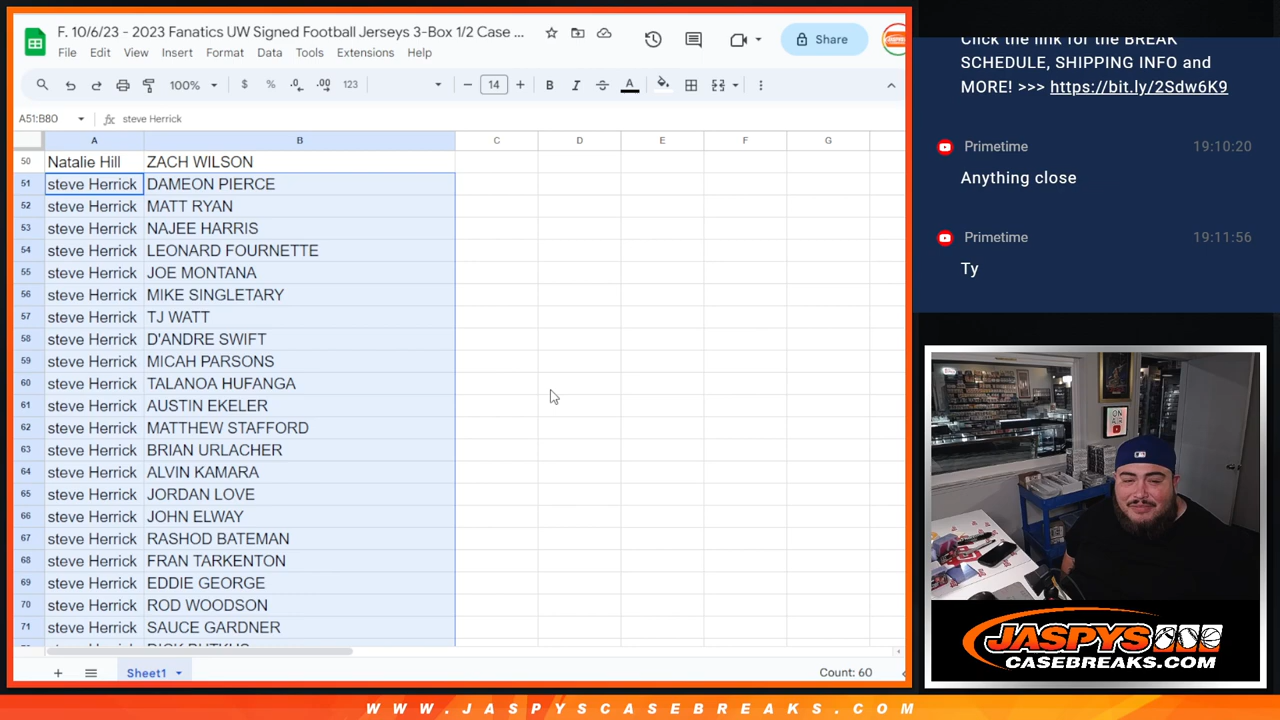 F. 10/6/23 - 2023 Fanatics UW Signed Football Jerseys 3-Box 1/2 Case ...
File Edit View Insert Format Data Tools Extensions Help
Share
100% $ % .0 .00 123 14 B I A
A51:B80 fx steve Herrick
A B C D E F G
50 Natalie Hill ZACH WILSON
51 steve Herrick DAMEON PIERCE
52 steve Herrick MATT RYAN
53 steve Herrick NAJEE HARRIS
54 steve Herrick LEONARD FOURNETTE
55 steve Herrick JOE MONTANA
56 steve Herrick MIKE SINGLETARY
57 steve Herrick TJ WATT
58 steve Herrick D'ANDRE SWIFT
59 steve Herrick MICAH PARSONS
60 steve Herrick TALANOA HUFANGA
61 steve Herrick AUSTIN EKELER
62 steve Herrick MATTHEW STAFFORD
63 steve Herrick BRIAN URLACHER
64 steve Herrick ALVIN KAMARA
65 steve Herrick JORDAN LOVE
66 steve Herrick JOHN ELWAY
67 steve Herrick RASHOD BATEMAN
68 steve Herrick FRAN TARKENTON
69 steve Herrick EDDIE GEORGE
70 steve Herrick ROD WOODSON
71 steve Herrick SAUCE GARDNER
Sheet1
Count: 60
Click the link for the BREAK
SCHEDULE, SHIPPING INFO and
MORE! >>> https://bit.ly/2Sdw6K9
Primetime 19:10:20
Anything close
Primetime 19:11:56
Ty
ON
AIR
JASPYS
CASEBREAKS.COM
WWW.JASPYSCASEBREAKS.COM